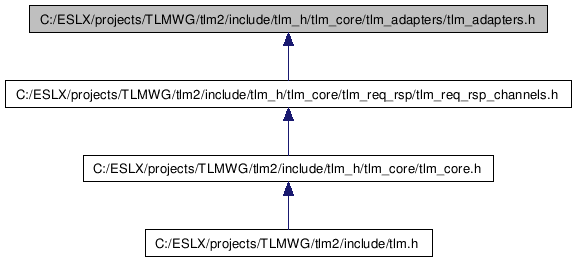 C:/ESLX/projects/TLMWG/tlm2/include/tlm_h/tlm_core/tlm_adapters/tlm_adapters.h
C:/ESLX/projects/TLMWG/tlm2/include/tlm_h/tlm_core/tlm_req_rsp/tlm_req_rsp_channels.h
C:/ESLX/projects/TLMWG/tlm2/include/tlm_h/tlm_core/tlm_core.h
C:/ESLX/projects/TLMWG/tlm2/include/tlm.h